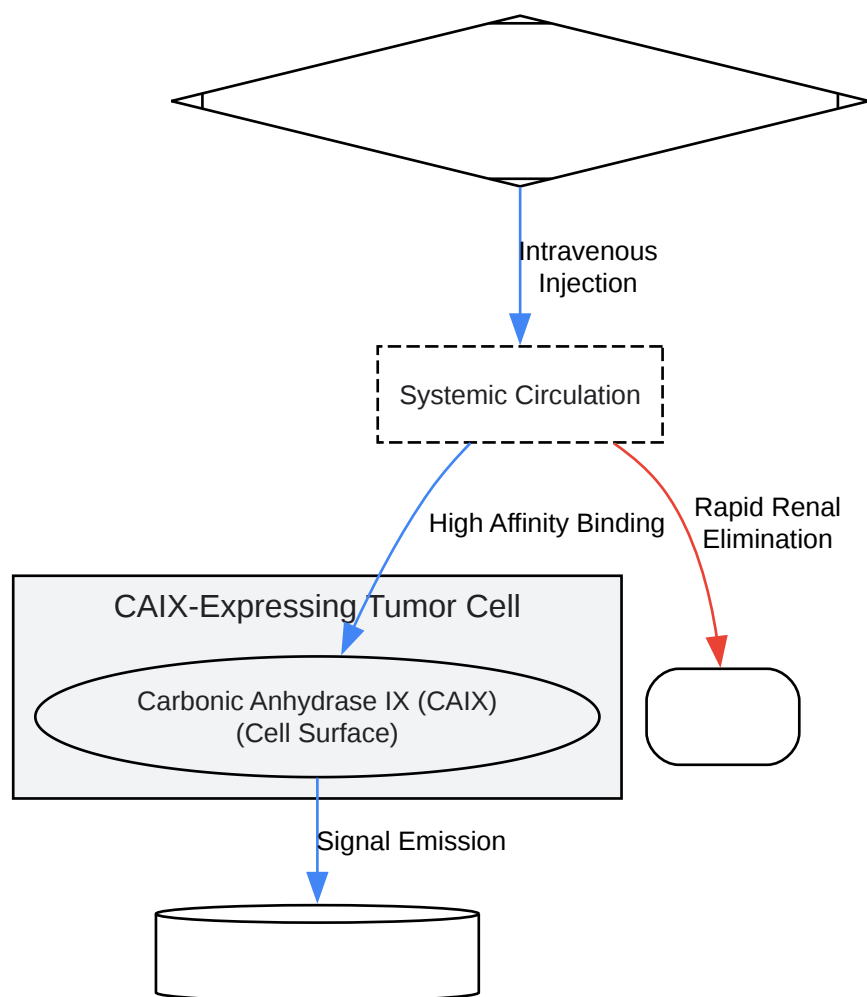 Intravenous
Injection
Systemic Circulation
High Affinity Binding
Rapid Renal
Elimination
CAIX-Expressing Tumor Cell
Carbonic Anhydrase IX (CAIX)
(Cell Surface)
Signal Emission